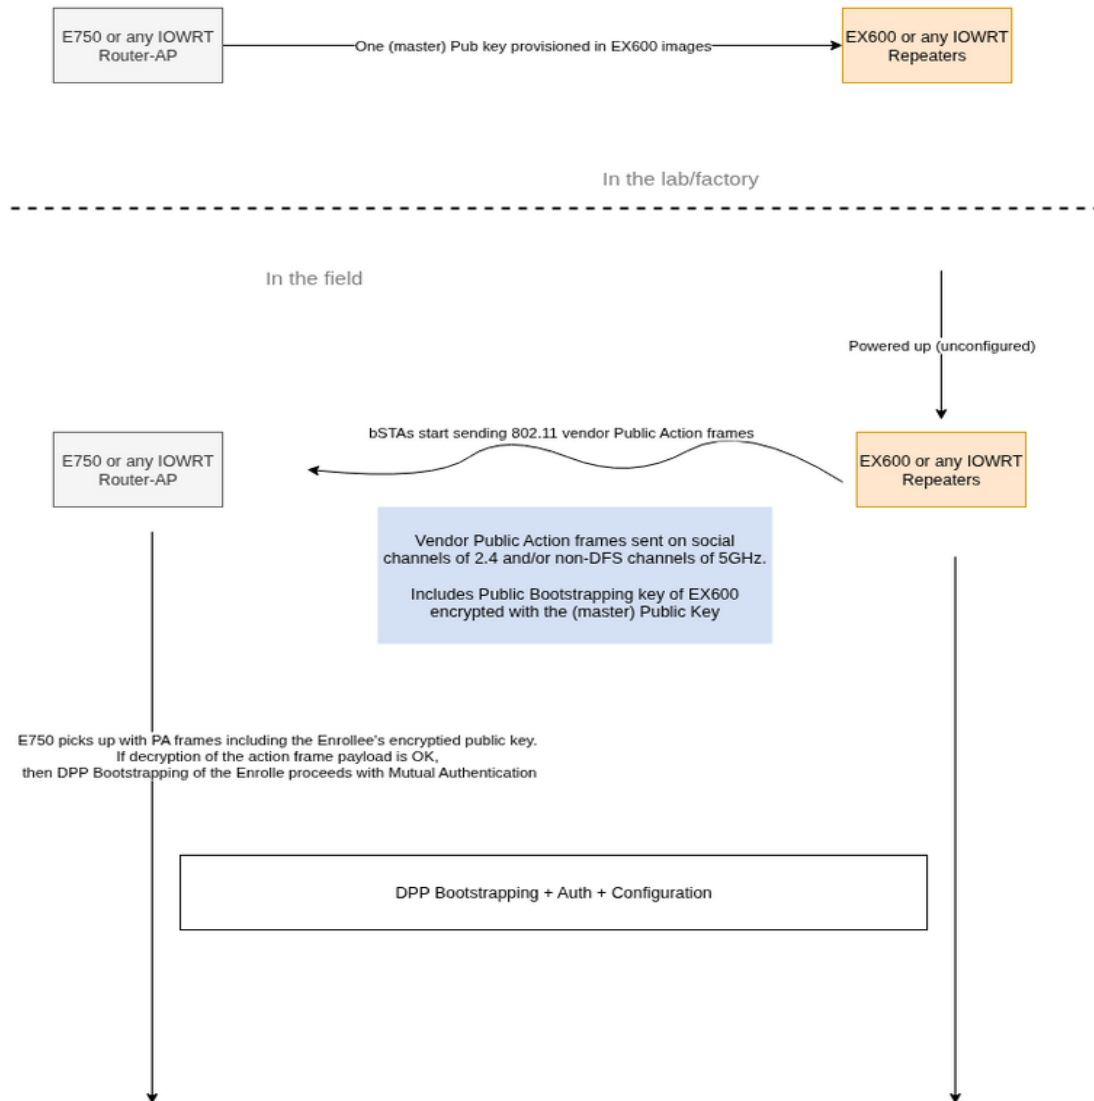 E750 or any IOWRT
Router-AP
One (master) Pub key provisioned in EX600 images
EX600 or any IOWRT
Repeaters
In the lab/factory
In the field
Powered up (unconfigured)
bSTAs start sending 802.11 vendor Public Action frames
E750 or any IOWRT
Router-AP
EX600 or any IOWRT
Repeaters
Vendor Public Action frames sent on social
channels of 2.4 and/or non-DFS channels of 5GHz.
Includes Public Bootstrapping key of EX600
encrypted with the (master) Public Key
E750 picks up with PA frames including the Enrollee's encryptied public key.
If decryption of the action frame payload is OK,
then DPP Bootstrapping of the Enrolle proceeds with Mutual Authentication
DPP Bootstrapping + Auth + Configuration